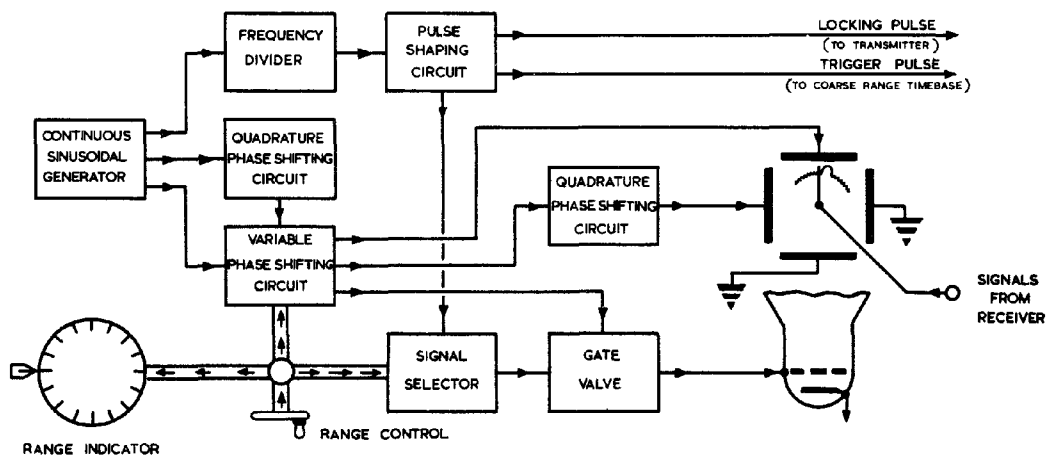 FREQUENCY
DIVIDER
PULSE
SHAPING
CIRCUIT
LOCKING PULSE
(TO TRANSMITTER)
TRIGGER PULSE
(TO COARSE RANGE TIMEBASE)
CONTINUOUS
SINUSOIDAL
GENERATOR
QUADRATURE
PHASE SHIFTING
CIRCUIT
QUADRATURE
PHASE SHIFTING
CIRCUIT
VARIABLE
PHASE SHIFTING
CIRCUIT
SIGNALS
FROM
RECEIVER
SIGNAL
SELECTOR
GATE
VALVE
RANGE CONTROL
RANGE INDICATOR